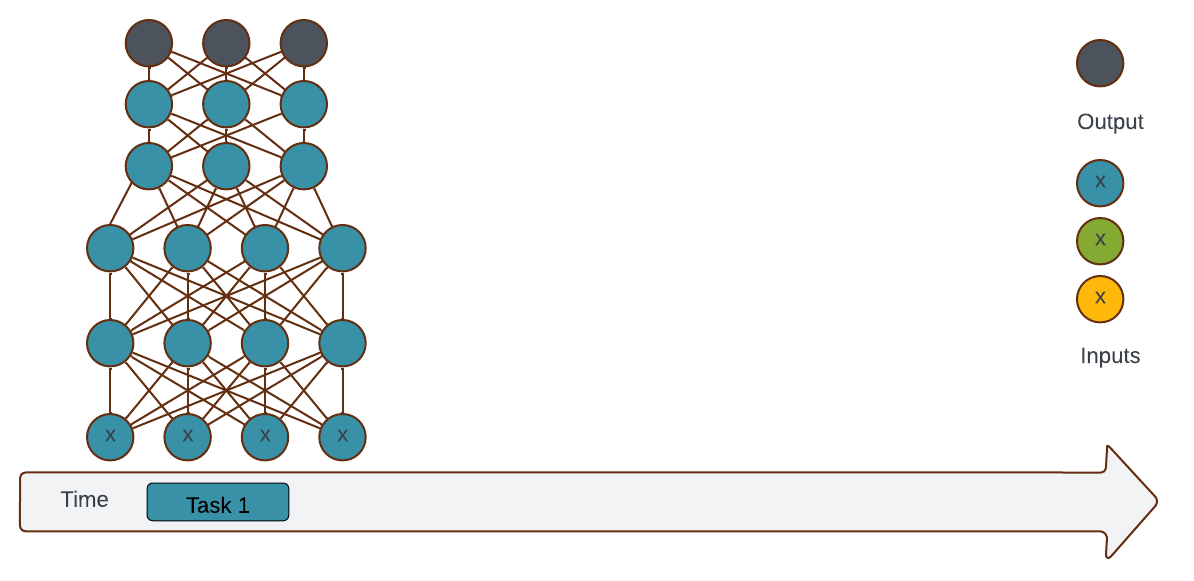 Output
x
x
x
Inputs
x x x x
Time Task 1